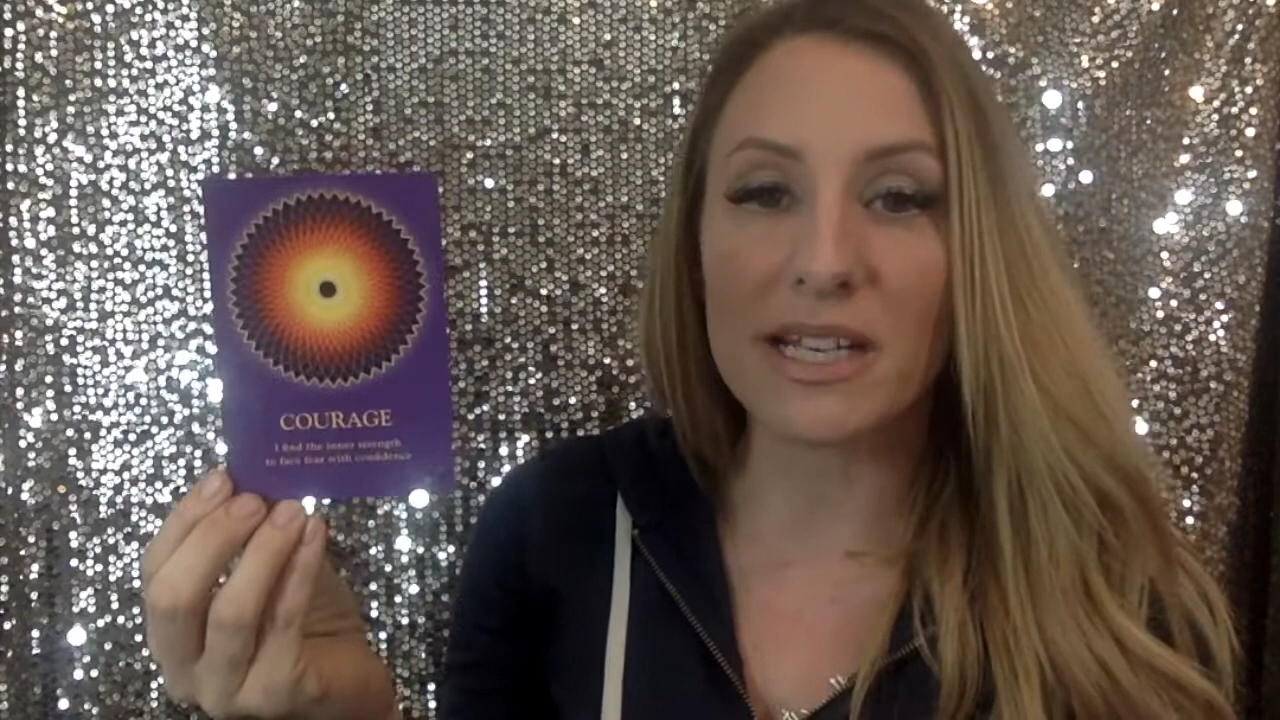 COURAGE
I find the inner strength
to face fear with confidence